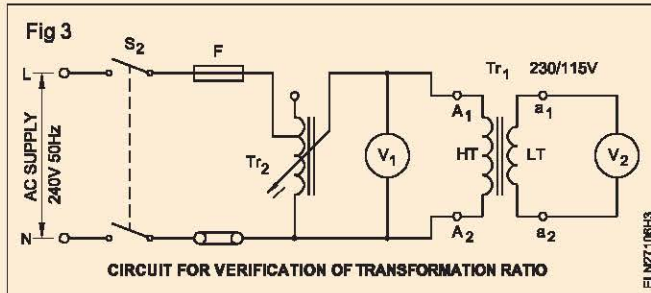 Fig 3
S2
F
Tr1 230/115V
L
A1
a1
AC SUPPLY
240V 50Hz
Tr2
V1
HT
LT
V2
N
A2
a2
CIRCUIT FOR VERIFICATION OF TRANSFORMATION RATIO
ELN27106H3